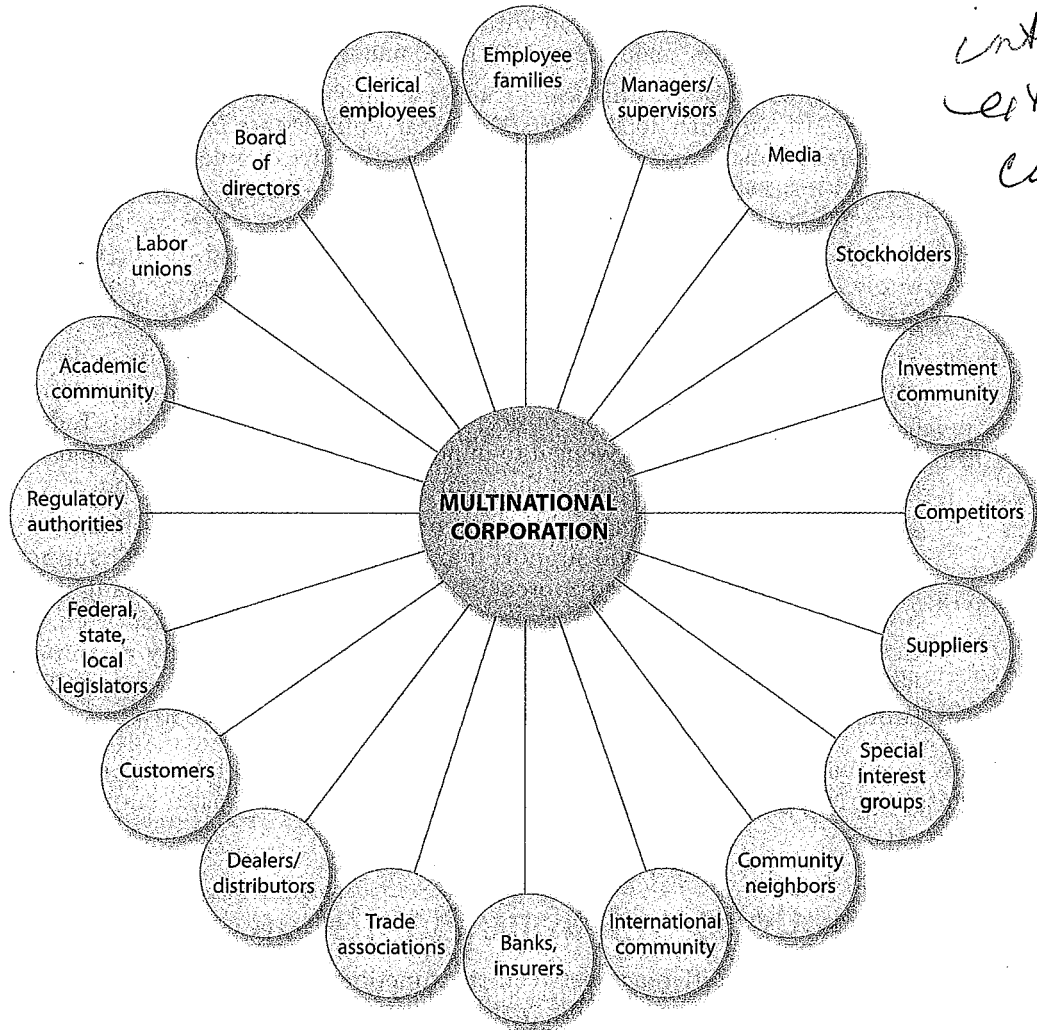 Employee
families
Managers/
supervisors
Media
Stockholders
Investment
community
Competitors
Suppliers
Special
interest
groups
Community
neighbors
International
community
Banks,
insurers
Trade
associations
Dealers/
distributors
Customers
Federal,
state,
local
legislators
Regulatory
authorities
Academic
community
Labor
unions
Board
of
directors
Clerical
employees
MULTINATIONAL
CORPORATION